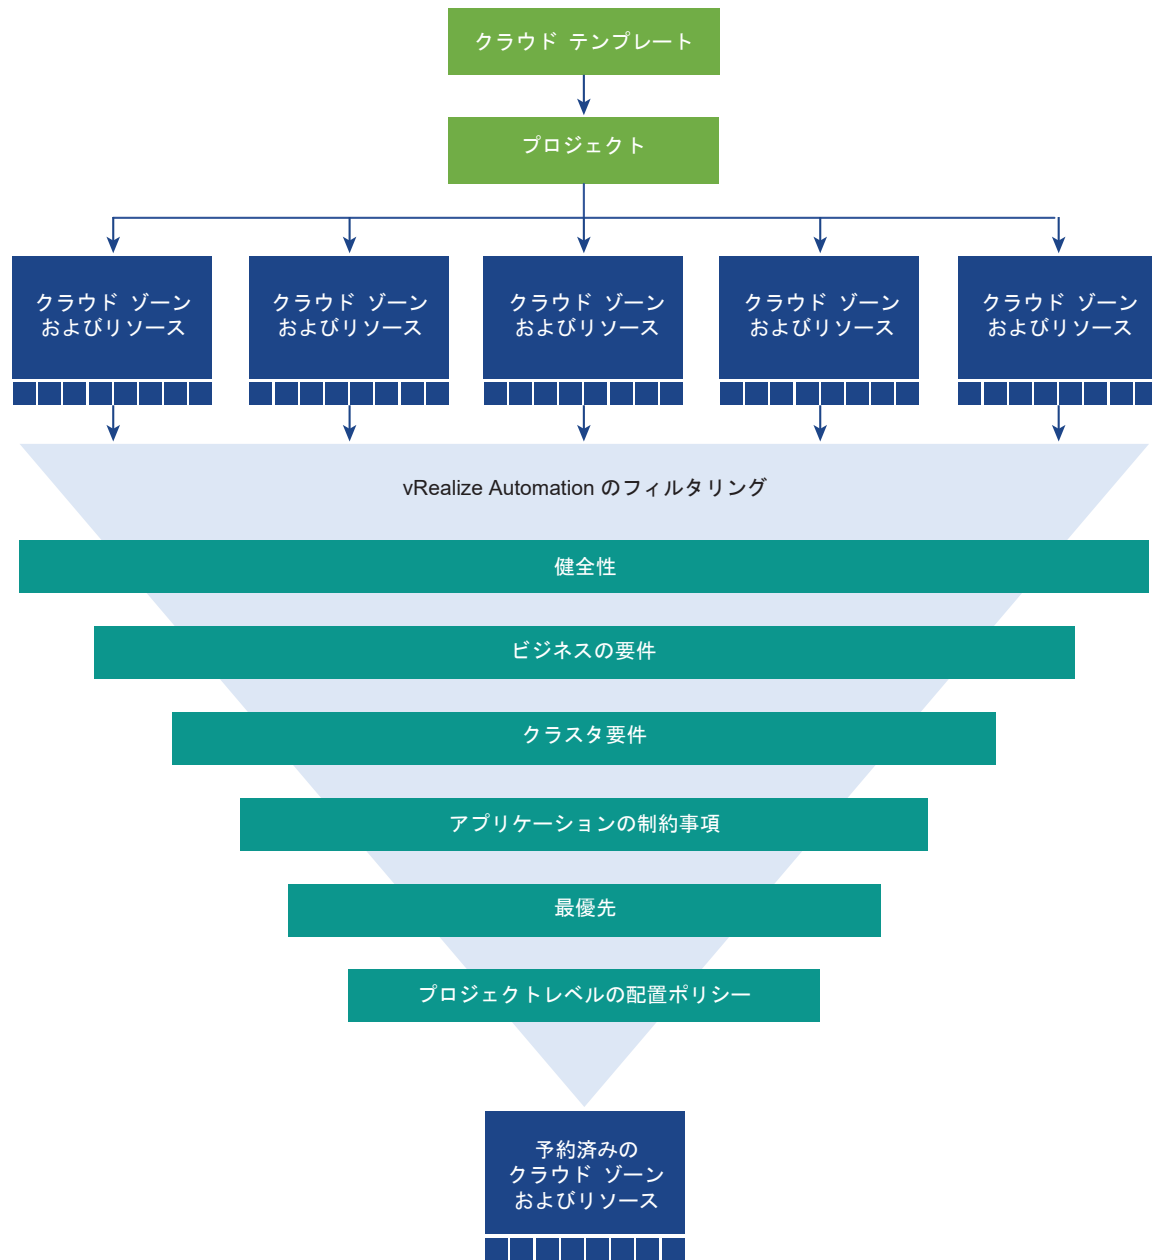 クラウド テンプレート
プロジェクト
クラウド ゾーン
およびリソース
クラウド ゾーン
およびリソース
クラウド ゾーン
およびリソース
クラウド ゾーン
およびリソース
クラウド ゾーン
およびリソース
vRealize Automation のフィルタリング
健全性
ビジネスの要件
クラスタ要件
アプリケーションの制約事項
最優先
プロジェクトレベルの配置ポリシー
予約済みの
クラウド ゾーン
およびリソース